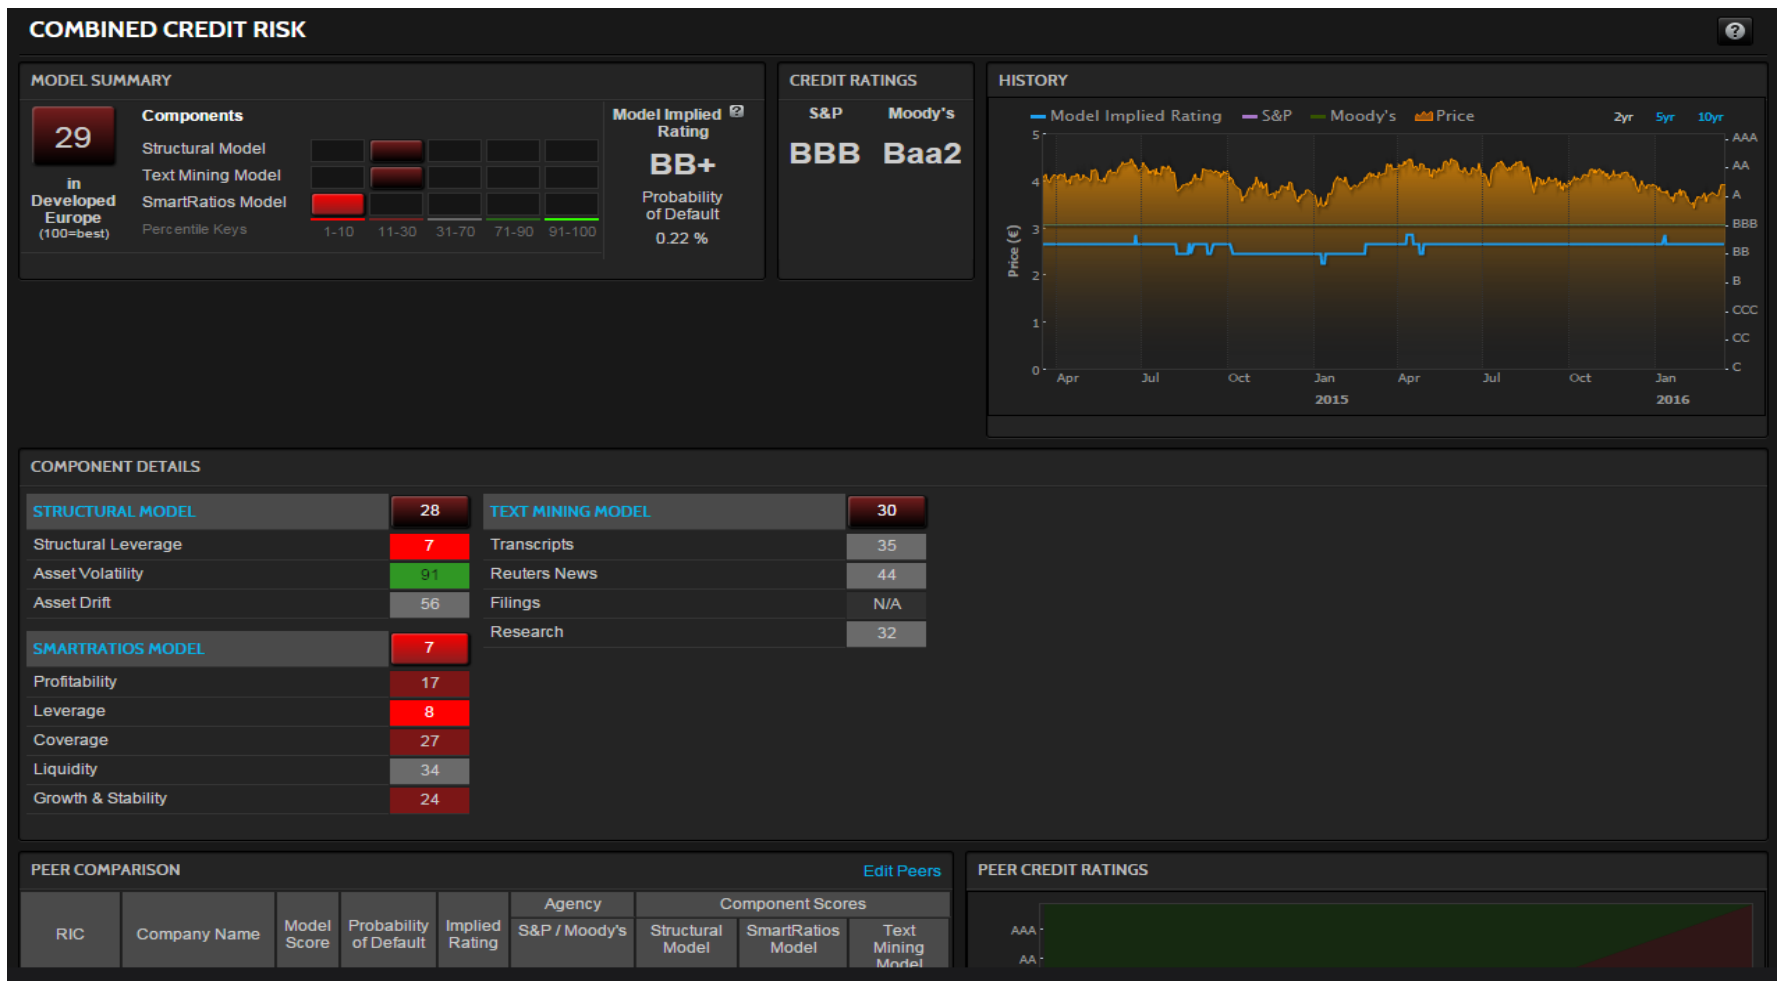 COMBINED CREDIT RISK
MODEL SUMMARY
29
in
Developed
Europe
(100=best)
Components
Structural Model
Text Mining Model
SmartRatios Model
Percentile Keys 1-10 11-30 31-70 71-90 91-100
Model Implied
Rating
BB+
Probability
of Default
0.22 %
CREDIT RATINGS
S&P Moody's
BBB Baa2
HISTORY
Model Implied Rating S&P Moody's Price 2yr 5yr 10yr
5
4
3
2
1
0
Price (€)
AAA
AA
A
BBB
BB
B
CCC
CC
C
Apr Jul Oct Jan Apr Jul Oct Jan
2015 2016
COMPONENT DETAILS
STRUCTURAL MODEL 28
Structural Leverage 7
Asset Volatility 91
Asset Drift 56
SMARTRATIOS MODEL 7
Profitability 17
Leverage 8
Coverage 27
Liquidity 34
Growth & Stability 24
TEXT MINING MODEL 30
Transcripts 35
Reuters News 44
Filings N/A
Research 32
PEER COMPARISON Edit Peers
RIC
Company Name
Model
Score
Probability
of Default
Implied
Rating
Agency
S&P / Moody's
Component Scores
Structural
Model
SmartRatios
Model
Text
Mining
Model
PEER CREDIT RATINGS
AAA
AA